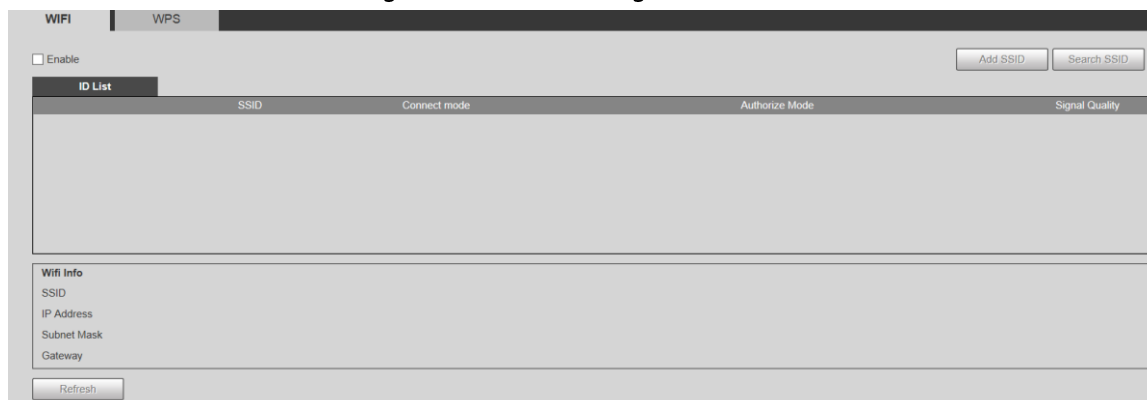 WIFI WPS
Enable Add SSID Search SSID
ID List
SSID Connect mode Authorize Mode Signal Quality
Wifi Info
SSID
IP Address
Subnet Mask
Gateway
Refresh